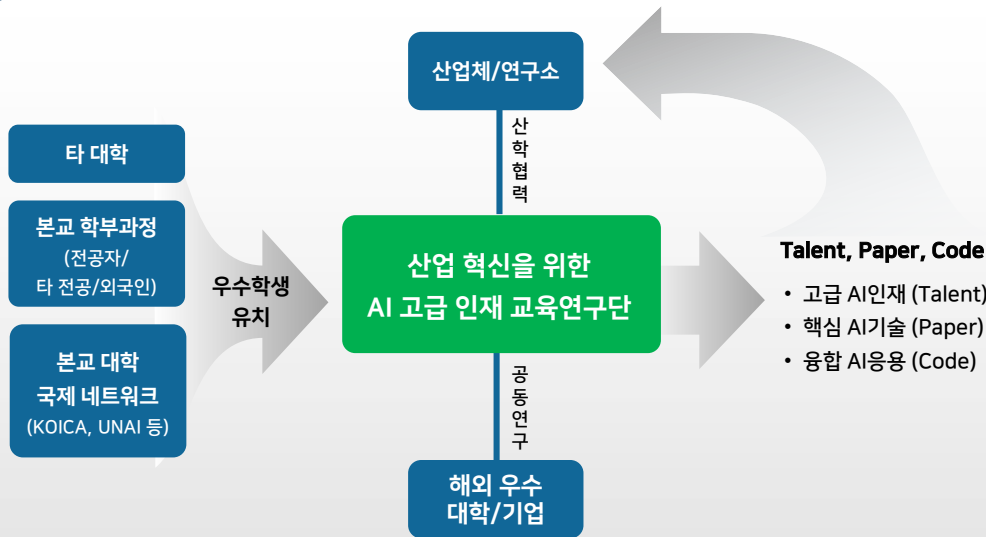 산업체/연구소
산학협력
타 대학
본교 학부과정
(전공자/
타 전공/외국인)
본교 대학
국제 네트워크
(KOICA, UNAI 등)
우수학생
유치
산업 혁신을 위한
AI 고급 인재 교육연구단
Talent, Paper, Code
• 고급 AI인재 (Talent)
• 핵심 AI기술 (Paper)
• 융합 AI응용 (Code)
공동연구
해외 우수
대학/기업